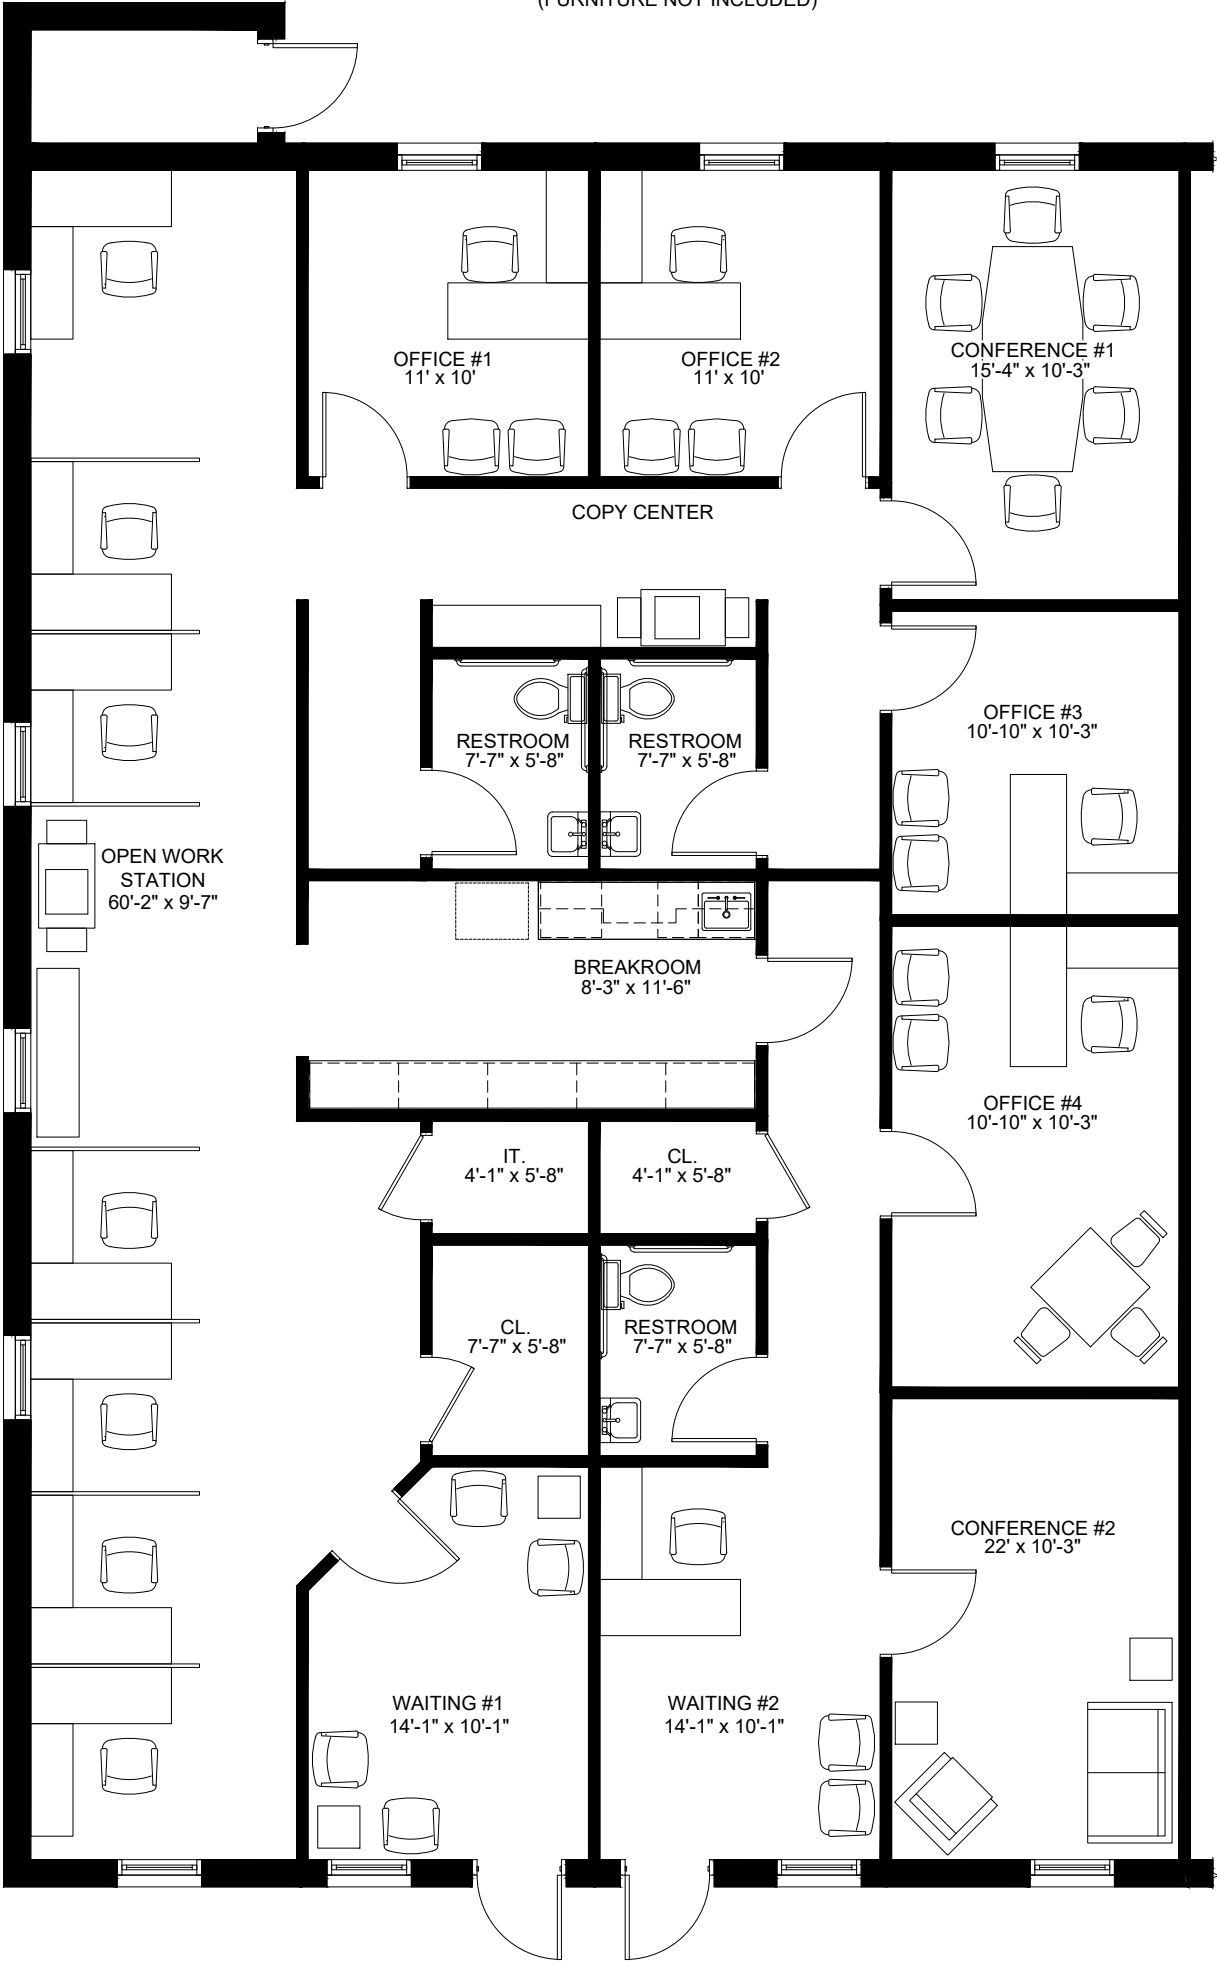 (FURNITURE NOT INCLUDED)
OFFICE #1
11' x 10'
OFFICE #2
11' x 10'
CONFERENCE #1
15'-4" x 10'-3"
COPY CENTER
RESTROOM
7'-7" x 5'-8"
RESTROOM
7'-7" x 5'-8"
OFFICE #3
10'-10" x 10'-3"
OPEN WORK
STATION
60'-2" x 9'-7"
BREAKROOM
8'-3" x 11'-6"
OFFICE #4
10'-10" x 10'-3"
IT.
4'-1" x 5'-8"
CL.
4'-1" x 5'-8"
CL.
7'-7" x 5'-8"
RESTROOM
7'-7" x 5'-8"
CONFERENCE #2
22' x 10'-3"
WAITING #1
14'-1" x 10'-1"
WAITING #2
14'-1" x 10'-1"